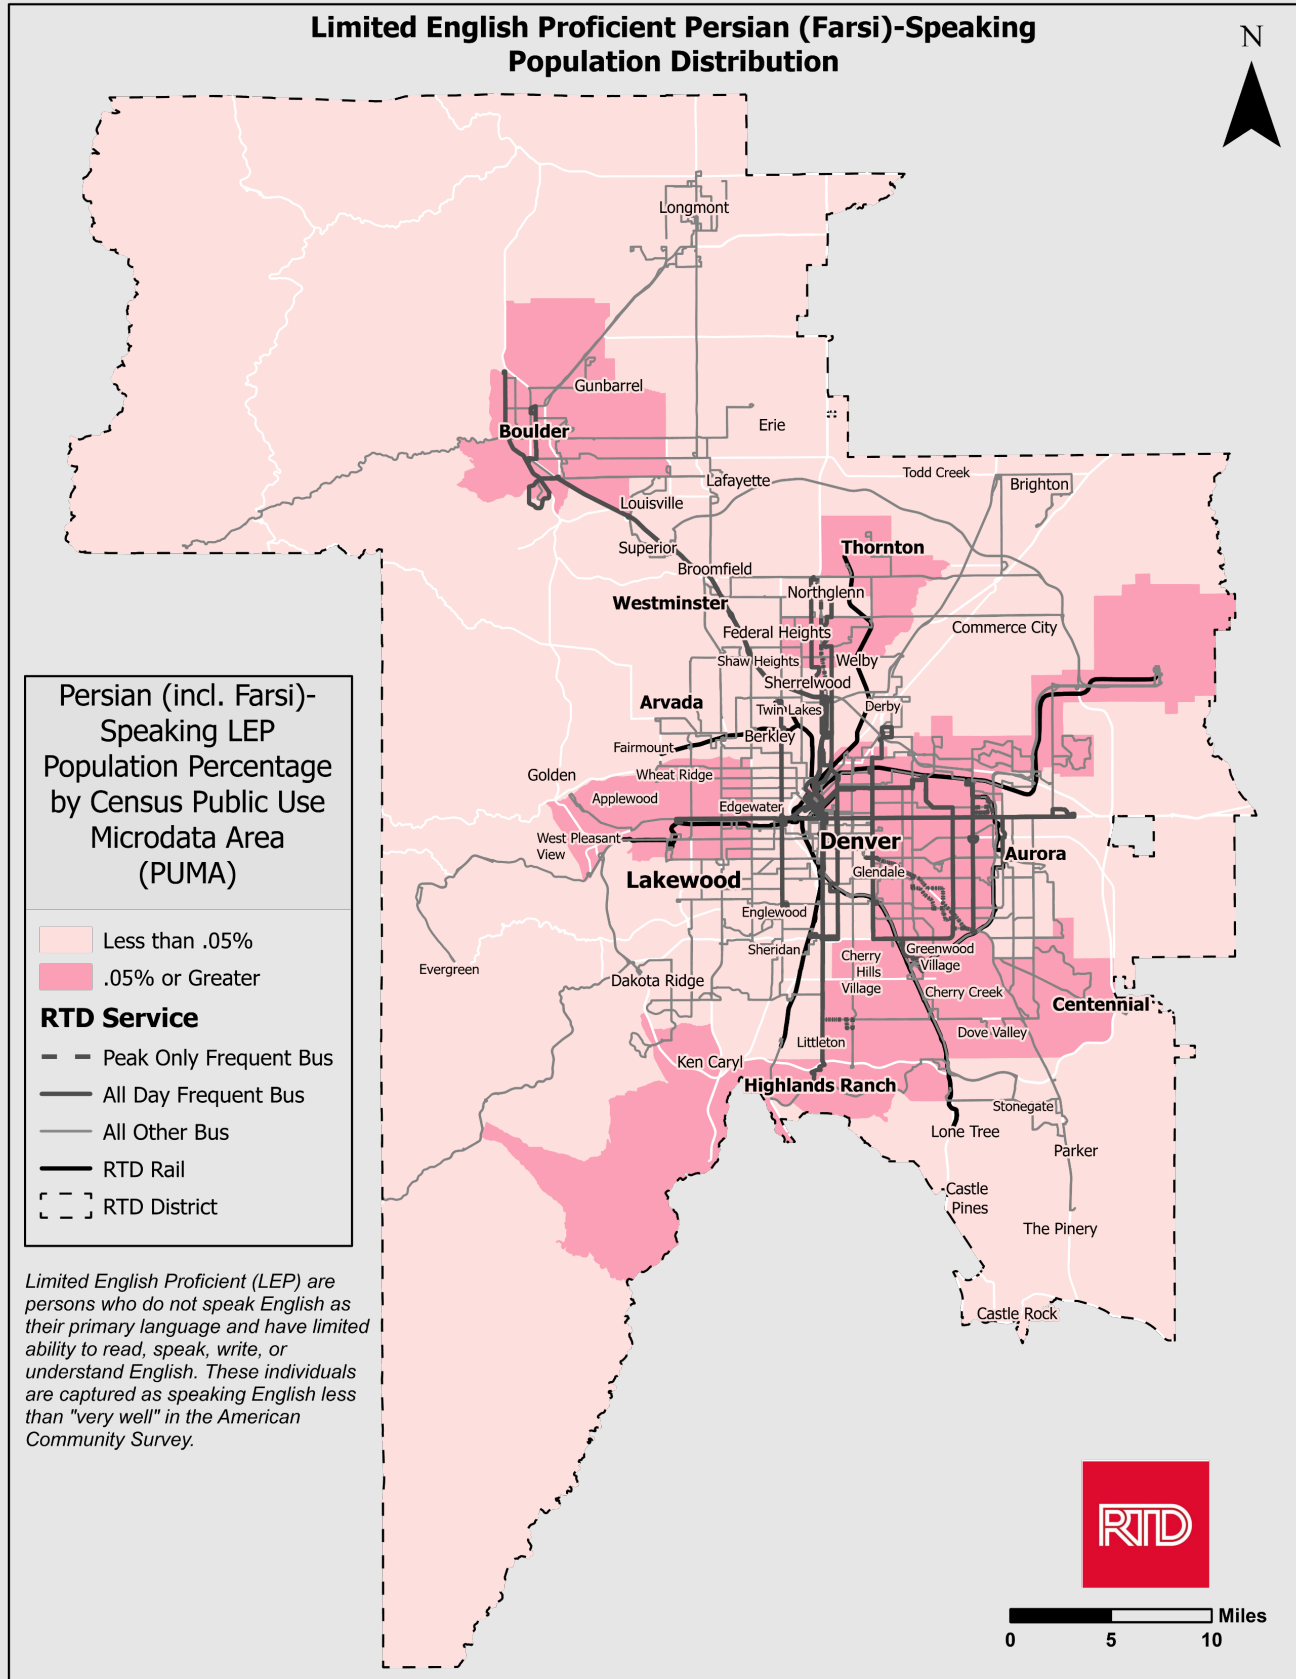 Limited English Proficient Persian (Farsi)-Speaking
Population Distribution
N
Longmont
Gunbarrel
Boulder
Erie
Lafayette
Todd Creek
Brighton
Louisville
Superior
Thornton
Broomfield
Northglenn
Westminster
Federal Heights
Commerce City
Shaw Heights
Welby
Sherrelwood
Arvada
Twin Lakes
Derby
Berkley
Fairmount
Golden
Wheat Ridge
Applewood
Edgewater
West Pleasant
View
Denver
Aurora
Glendale
Lakewood
Englewood
Sheridan
Cherry
Hills
Village
Greenwood
Village
Evergreen
Dakota Ridge
Cherry Creek
Centennial
Dove Valley
Littleton
Ken Caryl
Highlands Ranch
Stonegate
Lone Tree
Parker
Castle
Pines
The Pinery
Castle Rock
Persian (incl. Farsi)-
Speaking LEP
Population Percentage
by Census Public Use
Microdata Area
(PUMA)
Less than .05%
.05% or Greater
RTD Service
Peak Only Frequent Bus
All Day Frequent Bus
All Other Bus
RTD Rail
RTD District
Limited English Proficient (LEP) are
persons who do not speak English as
their primary language and have limited
ability to read, speak, write, or
understand English. These individuals
are captured as speaking English less
than "very well" in the American
Community Survey.
RTD
Miles
0 5 10